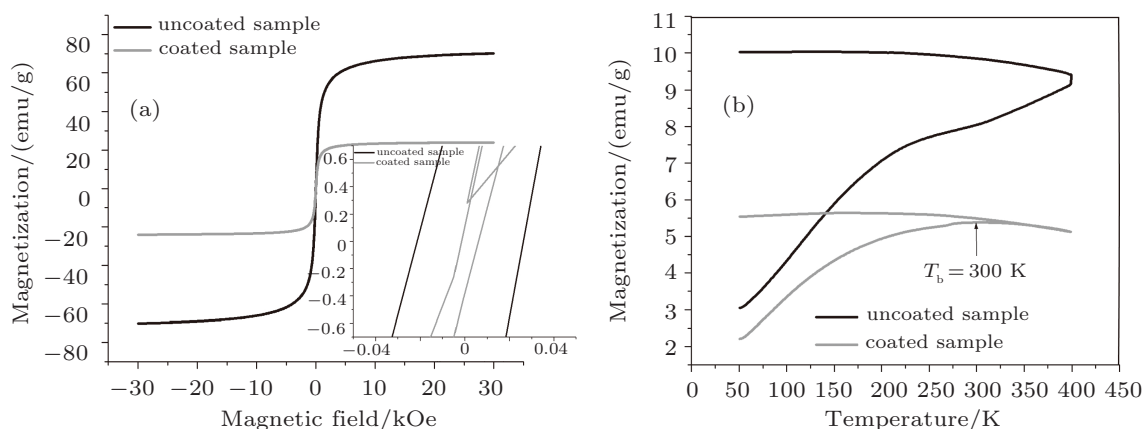 uncoated sample
coated sample
(a)
Magnetization/(emu/g)
80
60
40
20
0
−20
−40
−60
−80
−30 −20 −10 0 10 20 30
Magnetic field/kOe
uncoated sample
coated sample
0.6
0.4
0.2
0
−0.2
−0.4
−0.6
−0.04 0 0.04
(b)
Magnetization/(emu/g)
11
10
9
8
7
6
5
4
3
2
Tb=300 K
uncoated sample
coated sample
0 50 100 150 200 250 300 350 400 450
Temperature/K